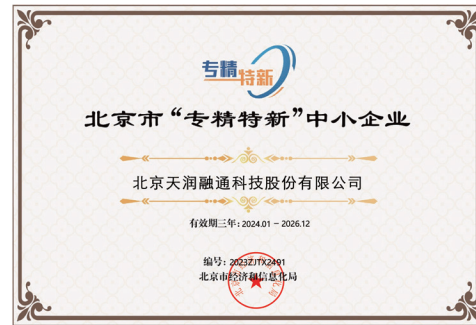 专精特新
北京市“专精特新”中小企业
北京天润融通科技股份有限公司
有效期三年: 2024.01 - 2026.12
编号: 2023ZJTX2491
北京市经济和信息化局